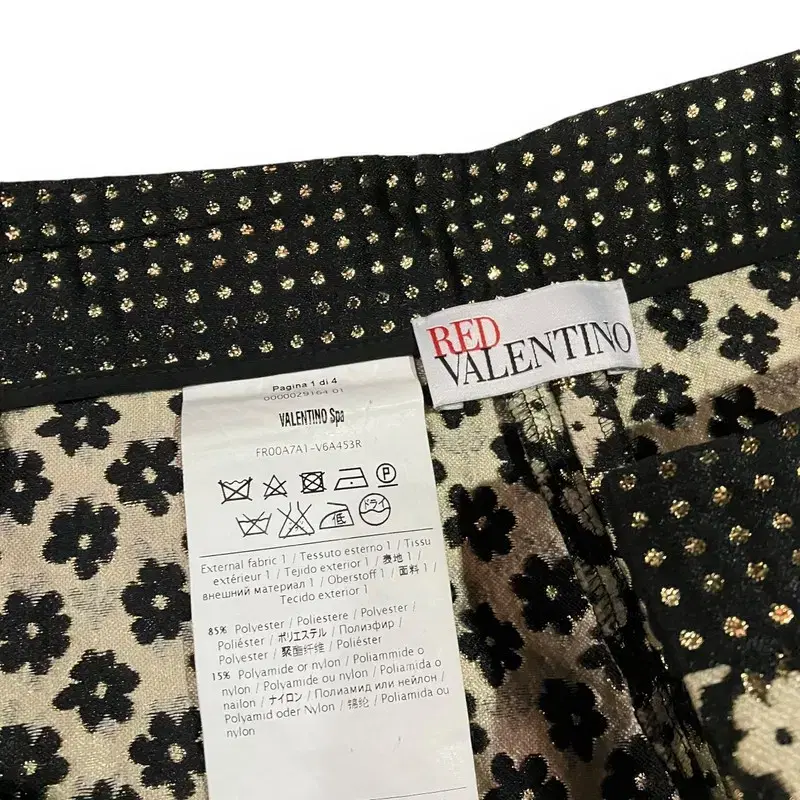 RED
VALENTINO
Pagina 1 di 4
0000029164 01
VALENTINO Spa
FR00A7A1-V6A453R
P
低
ドライ
External fabric 1 / Tessuto esterno 1 / Tissu
extérieur 1 / Tejido exterior 1 / 表地 1 /
внешний материал 1 / Oberstoff 1 / 面料 1 /
Tecido exterior 1
85% Polyester / Poliestere / Polyester /
Poliéster / ポリエステル / Полиэфир /
Polyester / 聚酯纤维 / Poliéster
15% Polyamide or nylon / Poliammide o
nylon / Polyamide ou nylon / Poliamida o
nailon / ナイロン / Полиамид или нейлон /
Polyamid oder Nylon / 锦纶 / Poliamida ou
nylon